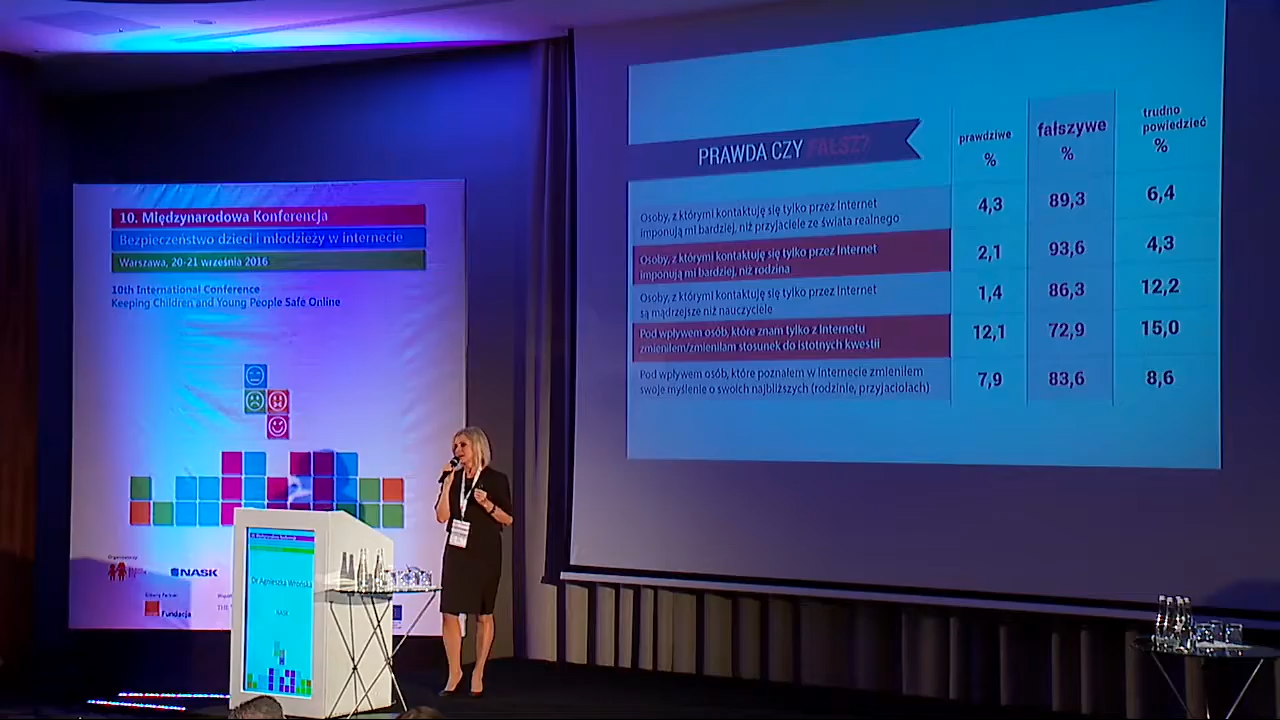 10. Międzynarodowa Konferencja
Bezpieczeństwo dzieci i młodzieży w internecie
Warszawa, 20-21 września 2016
10th International Conference
Keeping Children and Young People Safe Online
NASK
Fundacja
Dr Agnieszka Wrońska
NASK
PRAWDA CZY FAŁSZ?
prawdziwe
%
fałszywe
%
trudno
powiedzieć
%
Osoby, z którymi kontaktuję się tylko przez Internet
imponują mi bardziej, niż przyjaciele ze świata realnego
4,3 89,3 6,4
Osoby, z którymi kontaktuję się tylko przez Internet
imponują mi bardziej, niż rodzina
2,1 93,6 4,3
Osoby, z którymi kontaktuję się tylko przez Internet
są mądrzejsze niż nauczyciele
1,4 86,3 12,2
Pod wpływem osób, które znam tylko z Internetu
zmieniłem/zmieniłam stosunek do istotnych kwestii
12,1 72,9 15,0
Pod wpływem osób, które poznałem w Internecie zmieniłem
swoje myślenie o swoich najbliższych (rodzinie, przyjaciołach)
7,9 83,6 8,6